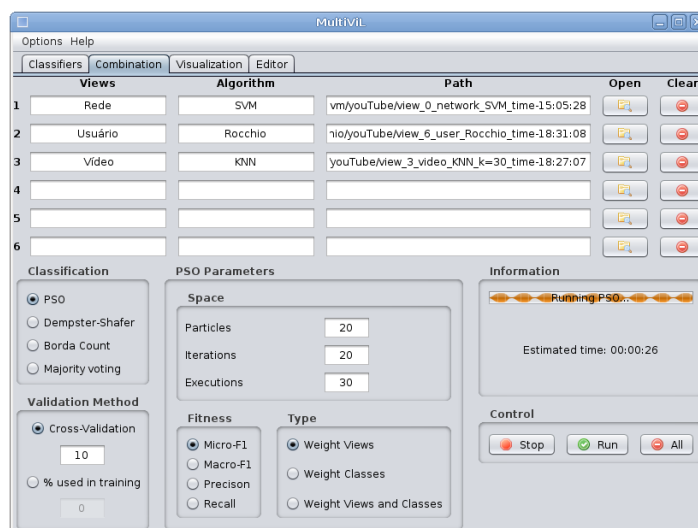 MultiViL
Options Help
Classifiers Combination Visualization Editor
Views Algorithm Path Open Clear
1 Rede SVM vm/youTube/view_0_network_SVM_time-15:05:28
2 Usuário Rocchio nio/youTube/view_6_user_Rocchio_time-18:31:08
3 Vídeo KNN youTube/view_3_video_KNN_k=30_time-18:27:07
4
5
6
Classification
PSO
Dempster-Shafer
Borda Count
Majority voting
Validation Method
Cross-Validation
10
% used in training
0
PSO Parameters
Space
Particles 20
Iterations 20
Executions 30
Fitness
Micro-F1
Macro-F1
Precison
Recall
Type
Weight Views
Weight Classes
Weight Views and Classes
Information
Running PSO...
Estimated time: 00:00:26
Control
Stop Run All